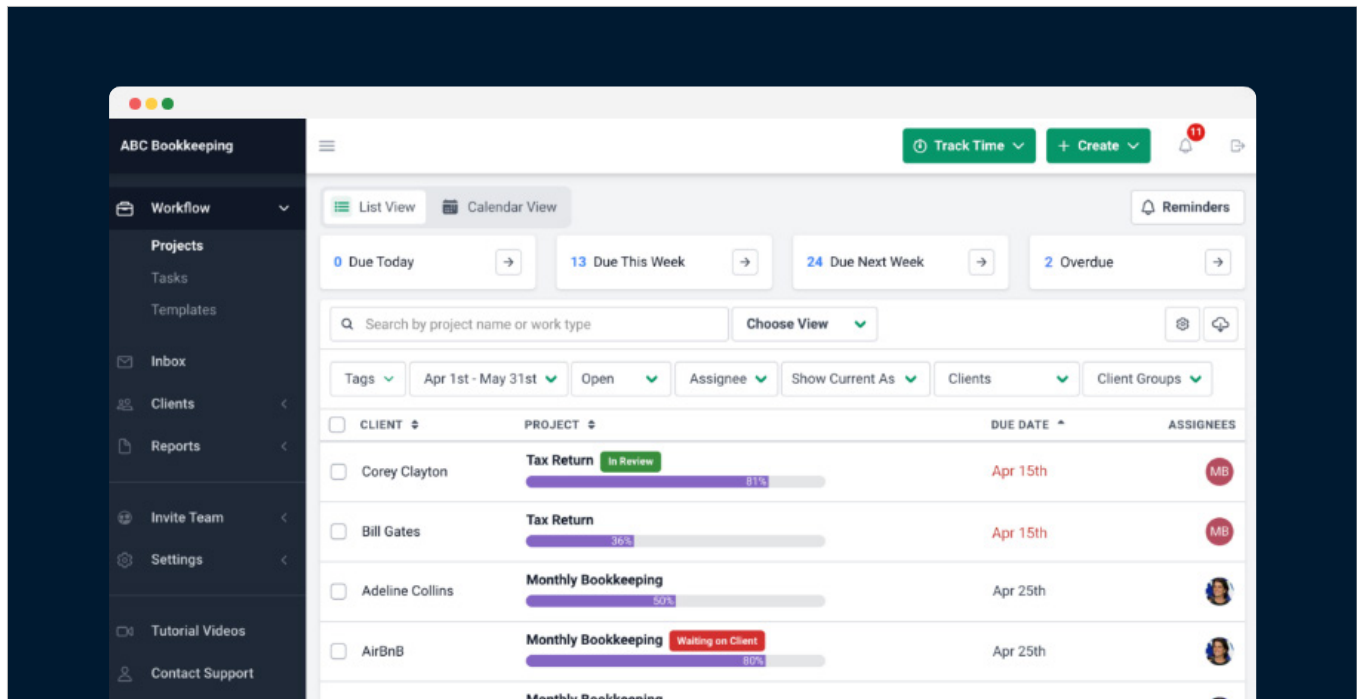 ABC Bookkeeping
Track Time
+ Create
11
Workflow
Projects
Tasks
Templates
Inbox
Clients
Reports
Invite Team
Settings
Tutorial Videos
Contact Support
List View
Calendar View
Reminders
0 Due Today
13 Due This Week
24 Due Next Week
2 Overdue
Search by project name or work type
Choose View
Tags
Apr 1st - May 31st
Open
Assignee
Show Current As
Clients
Client Groups
CLIENT PROJECT DUE DATE ASSIGNEES
Corey Clayton Tax Return In Review Apr 15th MB
81%
Bill Gates Tax Return Apr 15th MB
36%
Adeline Collins Monthly Bookkeeping Apr 25th
50%
AirBnB Monthly Bookkeeping Waiting on Client Apr 25th
80%
Monthly Bookkeeping